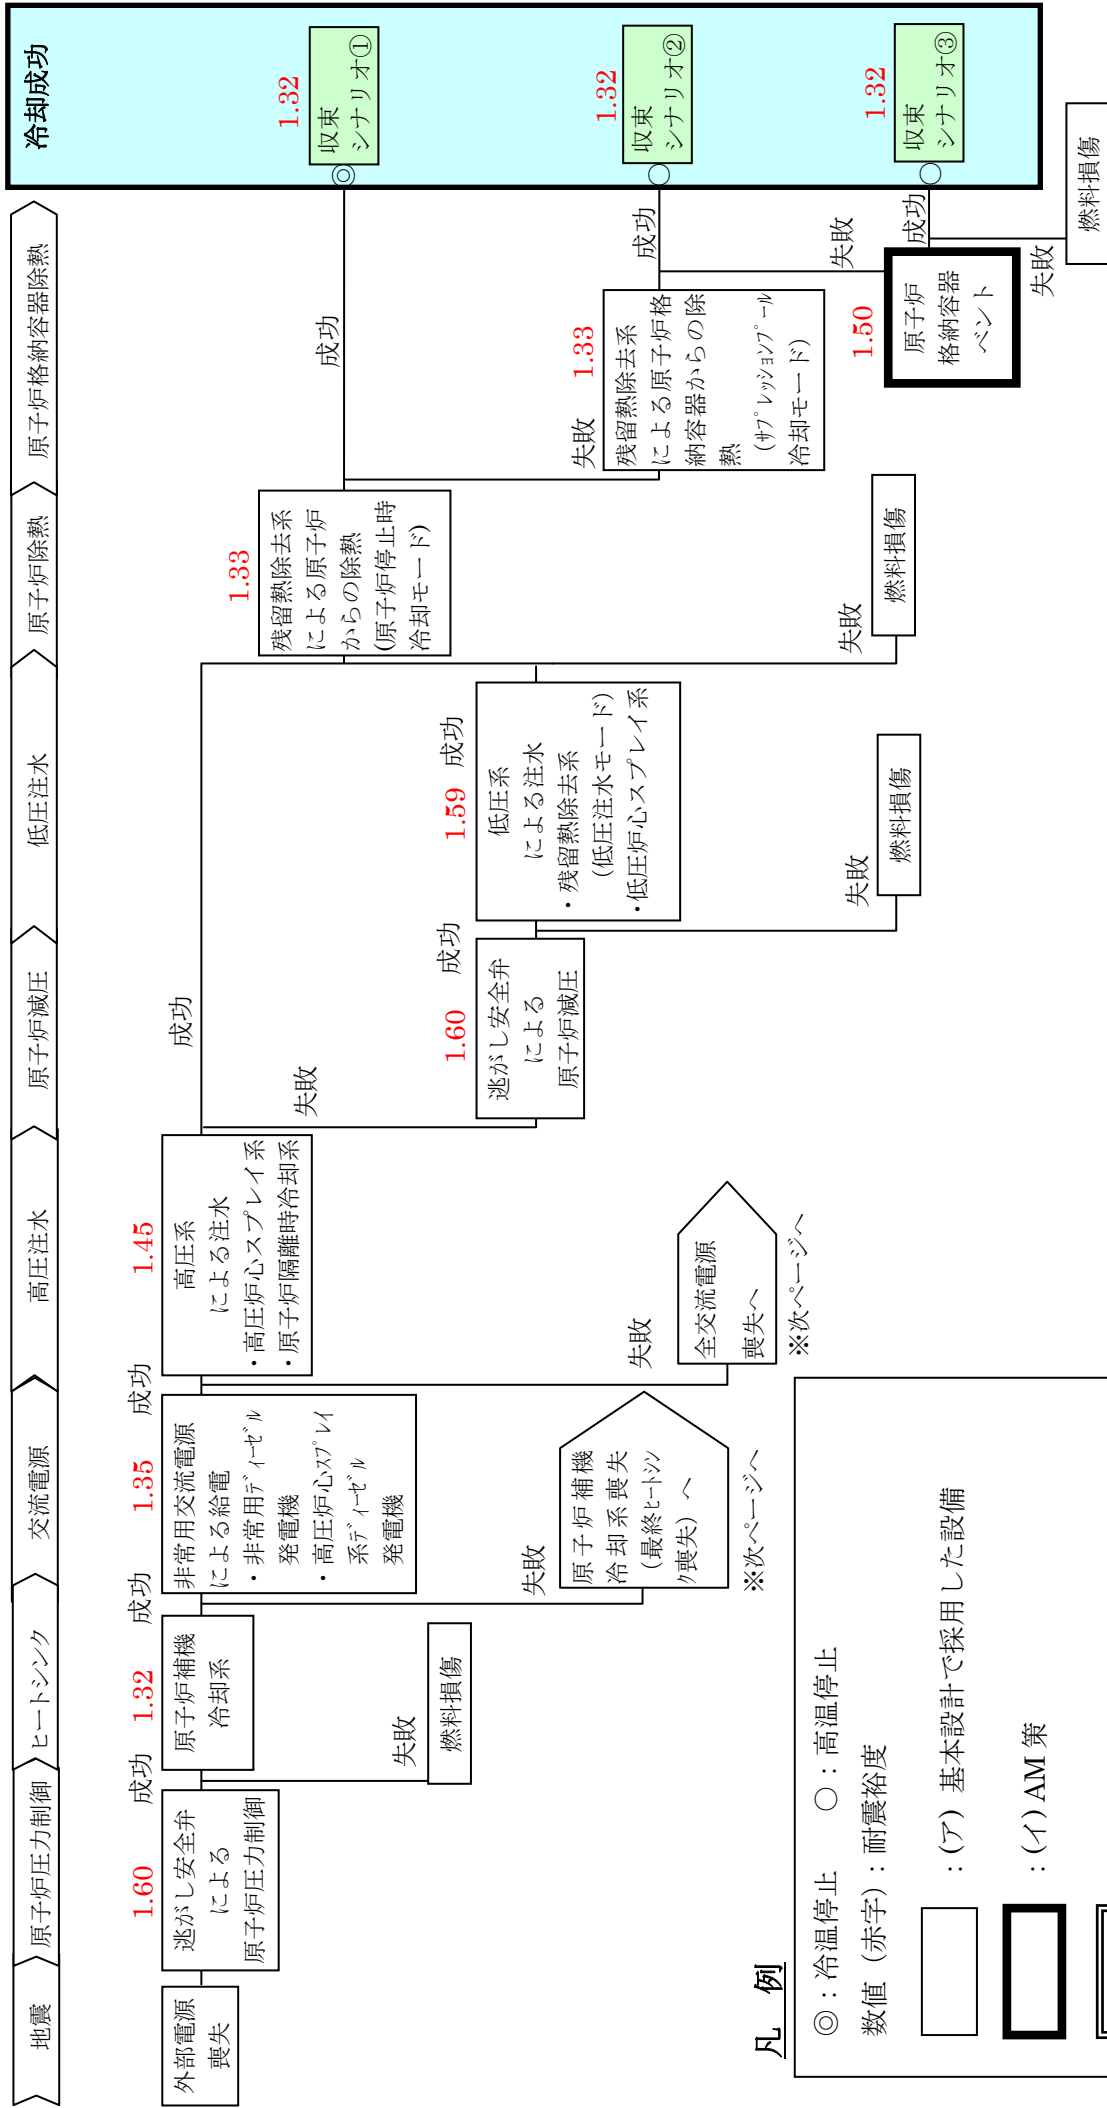 地震
原子炉圧力制御
ヒートシンク
交流電源
高圧注水
原子炉減圧
低圧注水
原子炉除熱
原子炉格納容器除熱
冷却成功
外部電源
喪失
1.60
逃がし安全弁
による
原子炉圧力制御
成功
失敗
燃料損傷
1.32
原子炉補機
冷却系
成功
失敗
原子炉補機
冷却系喪失
(最終ヒートシン
ク喪失)へ
※次ページへ
1.35
非常用交流電源
による給電
・非常用ディーゼル
発電機
・高圧炉心スプレイ
系ディーゼル
発電機
成功
失敗
全交流電源
喪失へ
※次ページへ
1.45
高圧系
による注水
・高圧炉心スプレイ系
・原子炉隔離時冷却系
成功
失敗
1.60
逃がし安全弁
による
原子炉減圧
成功
失敗
燃料損傷
1.59
低圧系
による注水
・残留熱除去系
(低圧注水モード)
・低圧炉心スプレイ系
成功
失敗
燃料損傷
1.33
残留熱除去系
による原子炉
からの除熱
(原子炉停止時
冷却モード)
成功
失敗
1.33
残留熱除去系
による原子炉格
納容器からの除
熱
(サプレッションプール
冷却モード)
成功
失敗
1.50
原子炉
格納容器
ベント
成功
失敗
燃料損傷
1.32
◎
収束
シナリオ①
1.32
○
収束
シナリオ②
1.32
○
収束
シナリオ③
凡 例
◎:冷温停止 ○:高温停止
数値(赤字):耐震裕度
:(ア)基本設計で採用した設備
:(イ)AM策